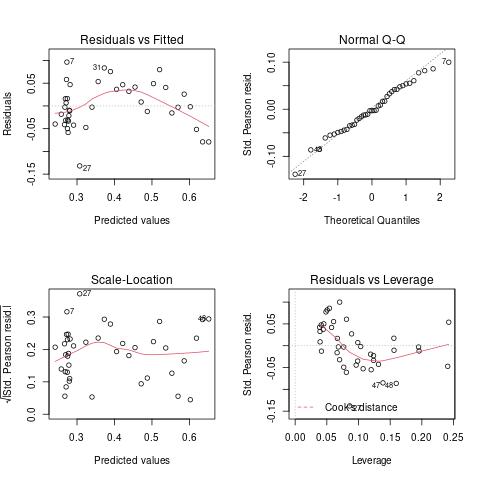 Residuals vs Fitted
Residuals
0.05
-0.05
-0.15
7
31
27
0.3 0.4 0.5 0.6
Predicted values
Normal Q-Q
Std. Pearson resid.
0.00
-0.10
7
48
27
-2 -1 0 1 2
Theoretical Quantiles
Scale-Location
√|Std. Pearson resid.|
0.3
0.2
0.1
0.0
27
7
48
0.3 0.4 0.5 0.6
Predicted values
Residuals vs Leverage
Std. Pearson resid.
0.05
-0.05
-0.15
47 48
27
Cook's distance
0.00 0.05 0.10 0.15 0.20 0.25
Leverage